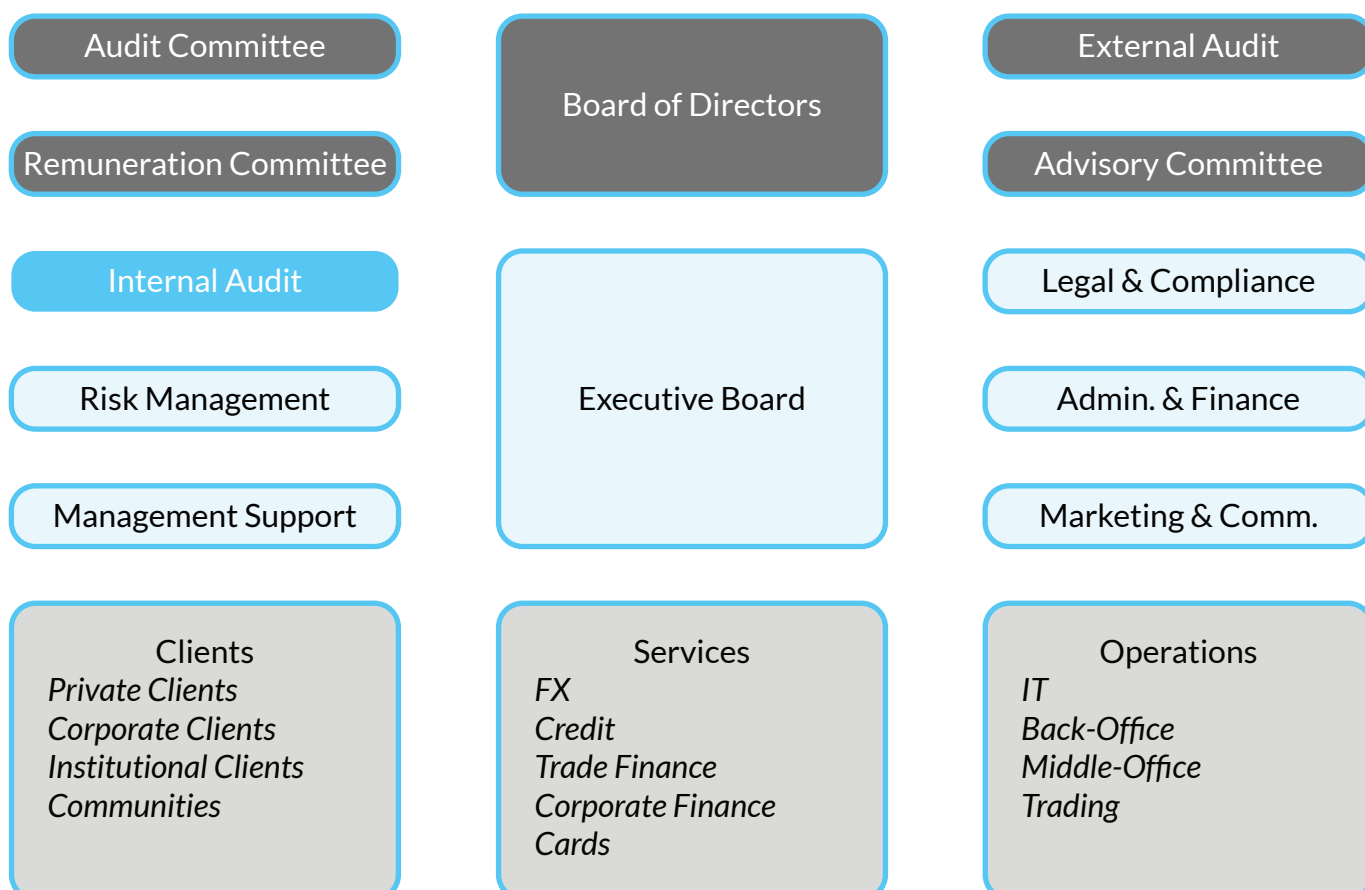 Audit Committee
Board of Directors
External Audit
Remuneration Committee
Advisory Committee
Internal Audit
Legal & Compliance
Risk Management
Executive Board
Admin. & Finance
Management Support
Marketing & Comm.
Clients
Private Clients
Corporate Clients
Institutional Clients
Communities
Services
FX
Credit
Trade Finance
Corporate Finance
Cards
Operations
IT
Back-Office
Middle-Office
Trading